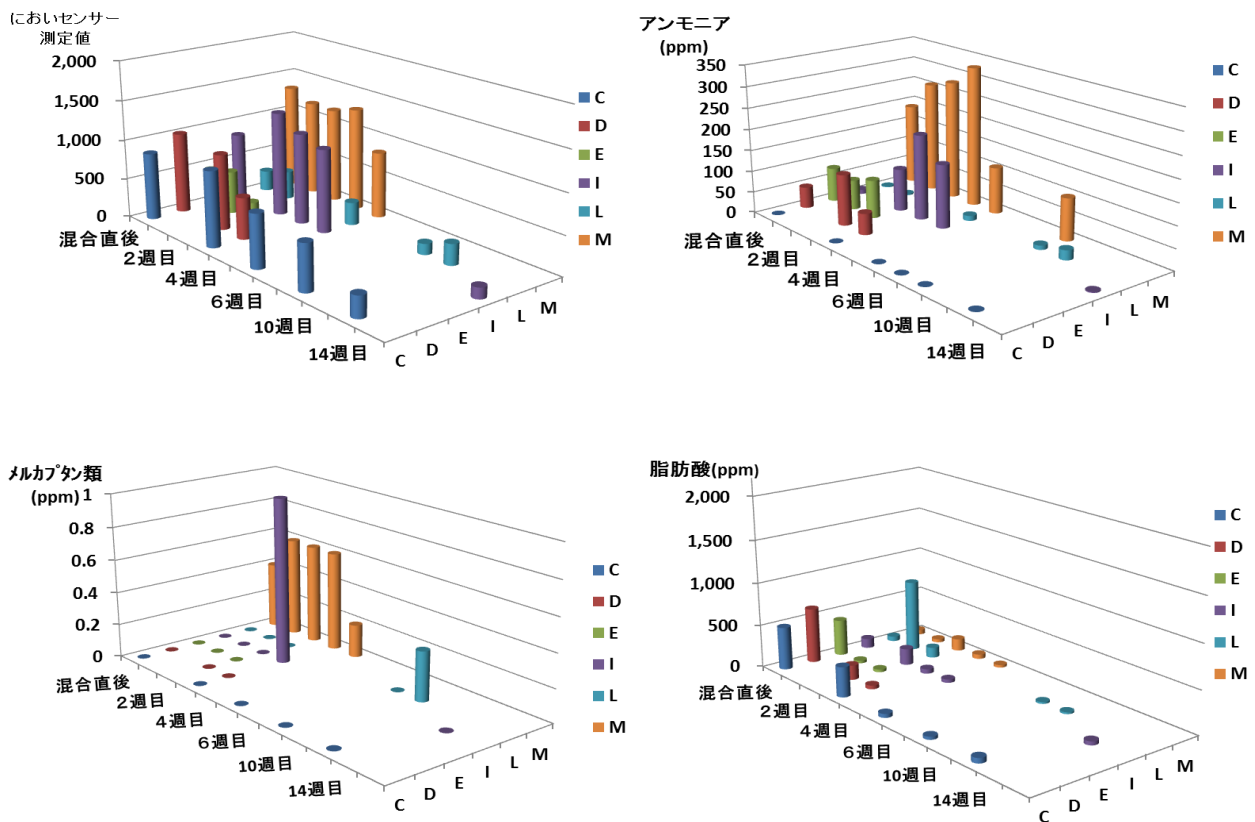 においセンサー
測定値
2,000
1,500
1,000
500
0
混合直後
2週目
4週目
6週目
10週目
14週目
C
D
E
I
L
M
C
D
E
I
L
M
アンモニア
(ppm)
350
300
250
200
150
100
50
0
混合直後
2週目
4週目
6週目
10週目
14週目
C
D
E
I
L
M
C
D
E
I
L
M
メルカプタン類
(ppm)
1
0.8
0.6
0.4
0.2
0
混合直後
2週目
4週目
6週目
10週目
14週目
C
D
E
I
L
M
C
D
E
I
L
M
脂肪酸(ppm)
2,000
1,500
1,000
500
0
混合直後
2週目
4週目
6週目
10週目
14週目
C
D
E
I
L
M
C
D
E
I
L
M